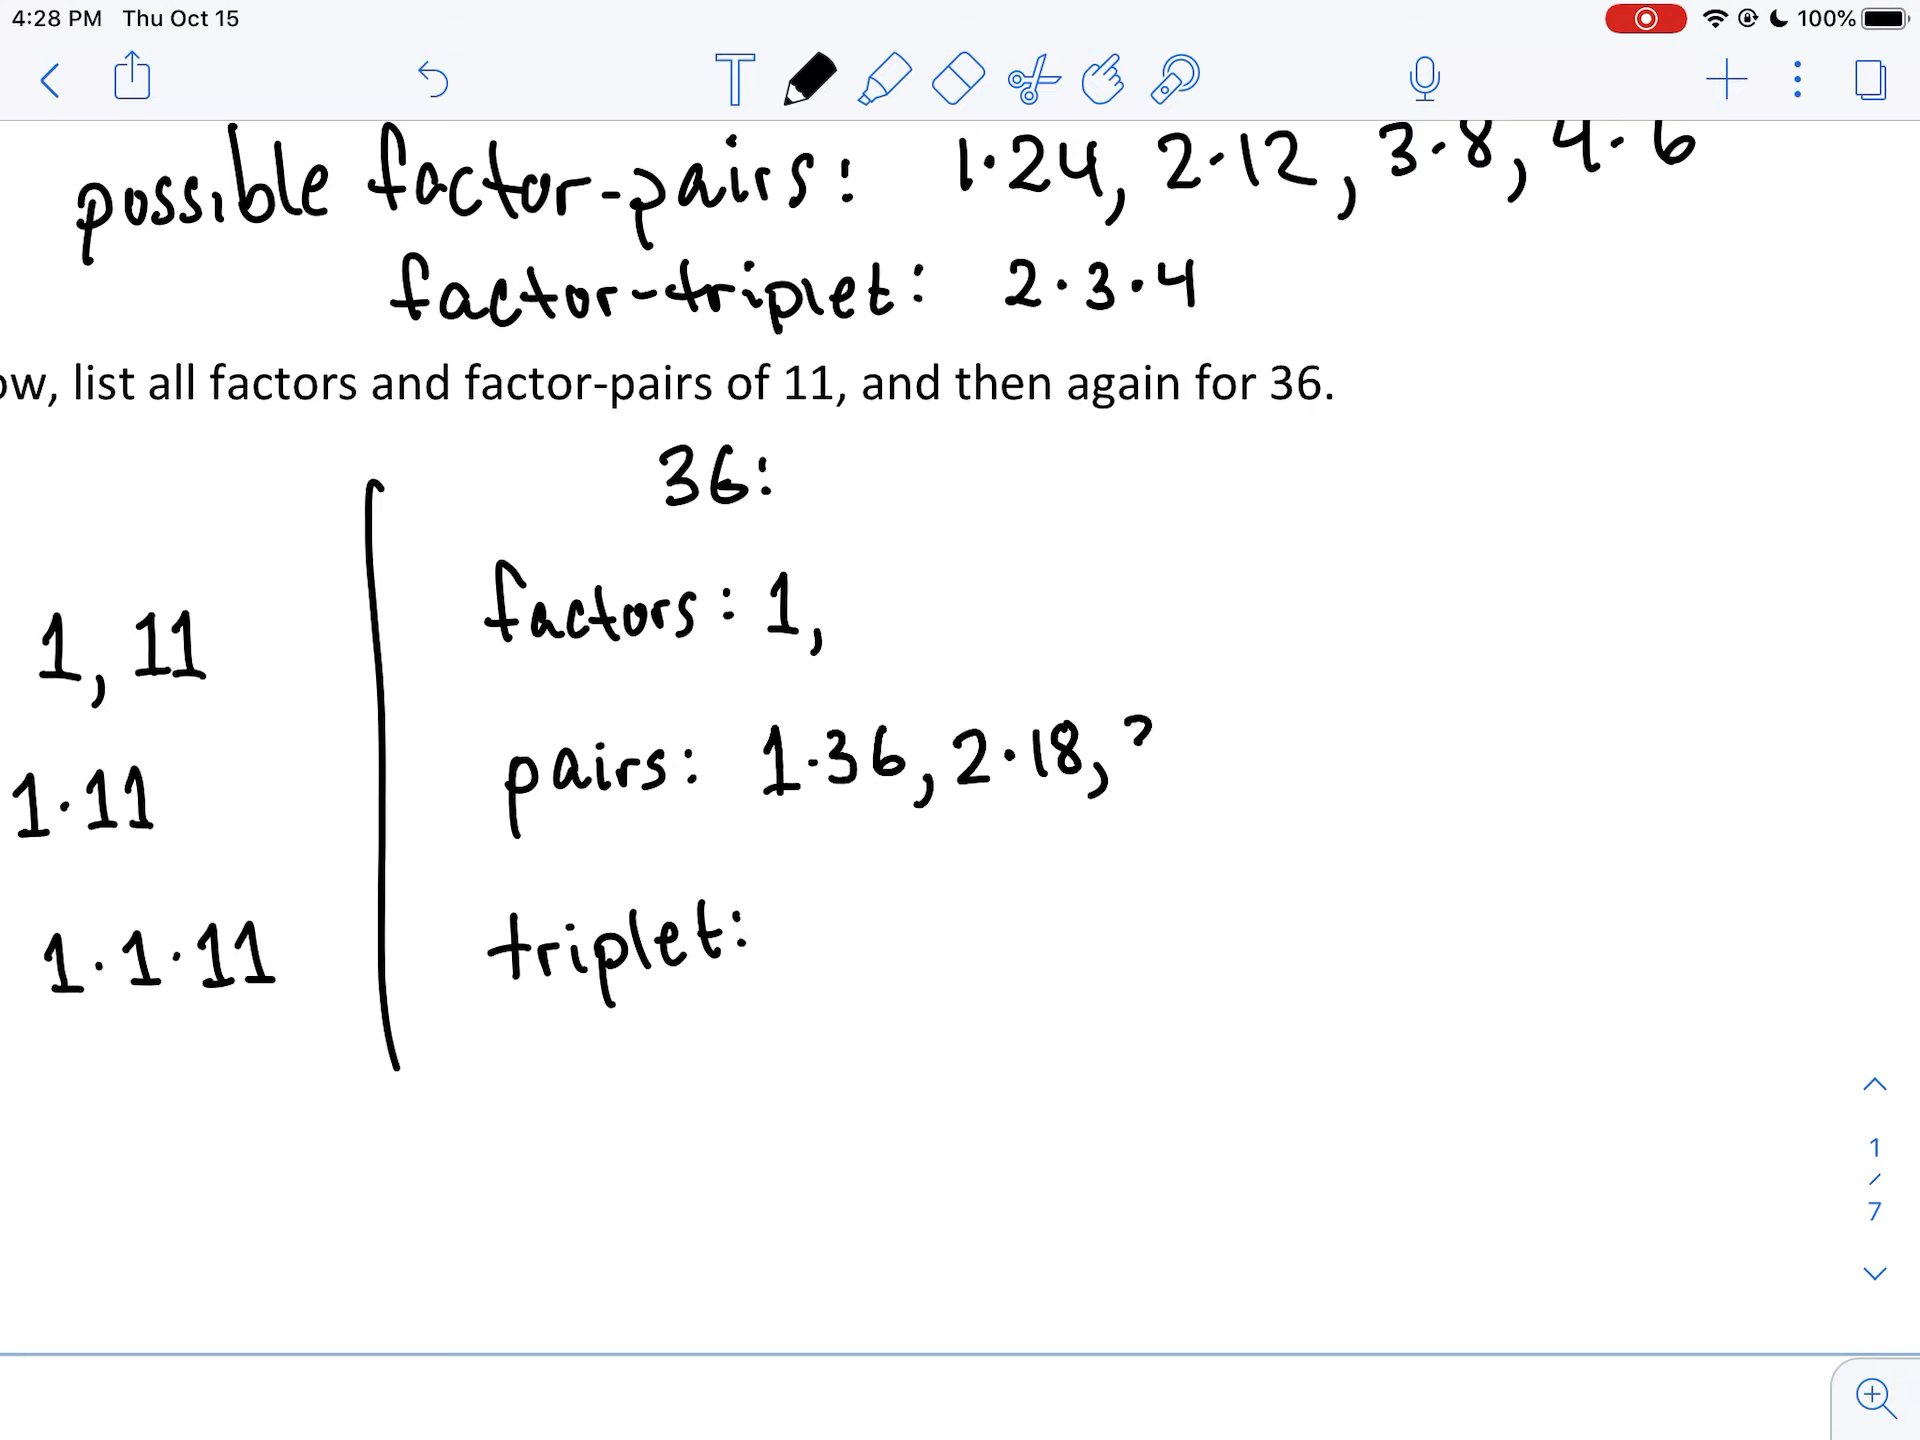 4:28 PM Thu Oct 15 100%
possible factor-pairs: 1·24, 2·12, 3·8, 4·6
factor-triplet: 2·3·4
ow, list all factors and factor-pairs of 11, and then again for 36.
36:
factors: 1,
1, 11
pairs: 1·36, 2·18,
1·11
triplet:
1·1·11
1
/
7